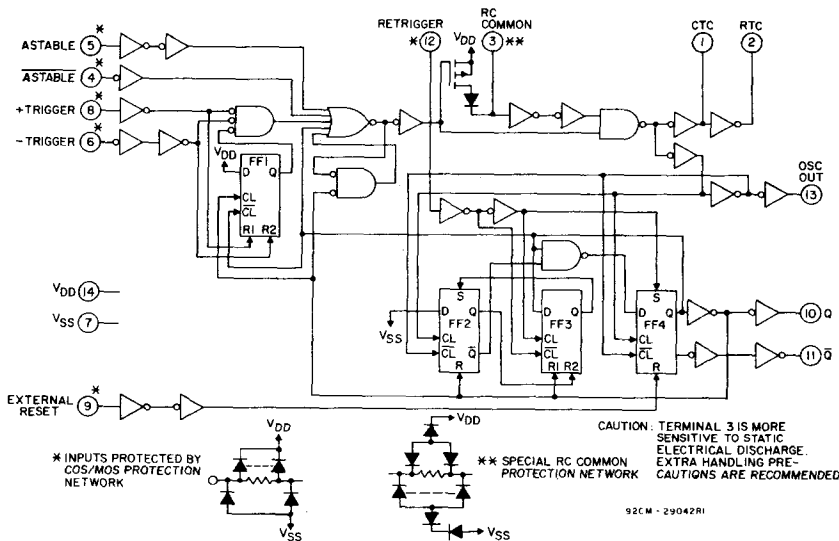 RETRIGGER
RC
COMMON
CTC
RTC
ASTABLE 5 *
* 12
3 **
1
2
VDD
ASTABLE 4 *
+TRIGGER 8 *
-TRIGGER 6 *
VDD
FF1
D Q
CL
CL
R1 R2
OSC
OUT
13
VDD 14
VSS 7
S
D Q
FF2
CL Q
CL
R
VSS
D Q
FF3
CL
CL
R1 R2
S
D Q
FF4
CL
CL
R
10 Q
11 Q
EXTERNAL
RESET 9 *
VDD
VDD
* INPUTS PROTECTED BY
COS/MOS PROTECTION
NETWORK
VSS
** SPECIAL RC COMMON
PROTECTION NETWORK
VSS
CAUTION: TERMINAL 3 IS MORE
SENSITIVE TO STATIC
ELECTRICAL DISCHARGE.
EXTRA HANDLING PRE-
CAUTIONS ARE RECOMMENDED
92CM-29042R1